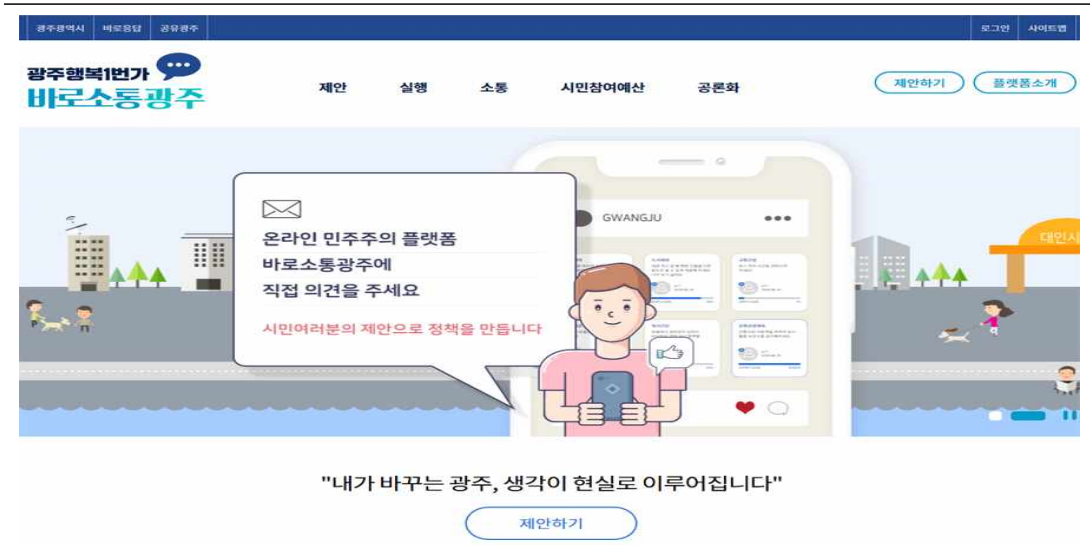 광주광역시 바로응답 공유광주 로그인 사이트맵
광주행복1번가
바로소통광주
제안 실행 소통 시민참여예산 공론화 제안하기 플랫폼소개
GWANGJU
온라인 민주주의 플랫폼
바로소통광주에
직접 의견을 주세요
시민여러분의 제안으로 정책을 만듭니다
대인시
"내가 바꾸는 광주, 생각이 현실로 이루어집니다"
제안하기